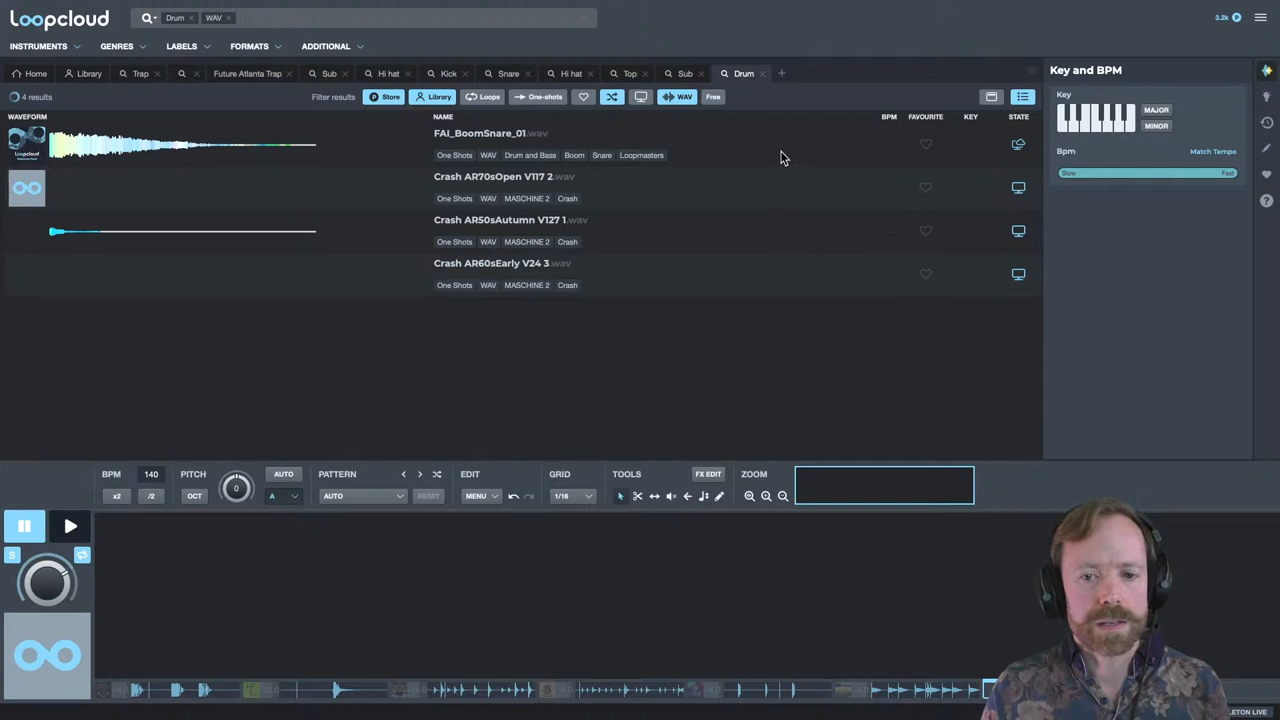 Loopcloud
Drum × WAV ×
3.2k P
INSTRUMENTS GENRES LABELS FORMATS ADDITIONAL
Home Library Trap × × Future Atlanta Trap × Sub × Hi hat × Kick × Snare × Hi hat × Top × Sub × Drum × +
4 results Filter results P Store Library Loops One-shots WAV Free
WAVEFORM NAME BPM FAVOURITE KEY STATE
FAI_BoomSnare_01.wav
One Shots WAV Drum and Bass Boom Snare Loopmasters
Crash AR70sOpen V117 2.wav
One Shots WAV MASCHINE 2 Crash
Crash AR50sAutumn V127 1.wav
One Shots WAV MASCHINE 2 Crash
Crash AR60sEarly V24 3.wav
One Shots WAV MASCHINE 2 Crash
Key and BPM
Key
MAJOR
MINOR
Bpm Match Tempo
Slow Fast
BPM 140 PITCH AUTO PATTERN EDIT GRID TOOLS FX EDIT ZOOM
x2 /2 OCT 0 A AUTO RESET MENU 1/16
S
ETON LIVE